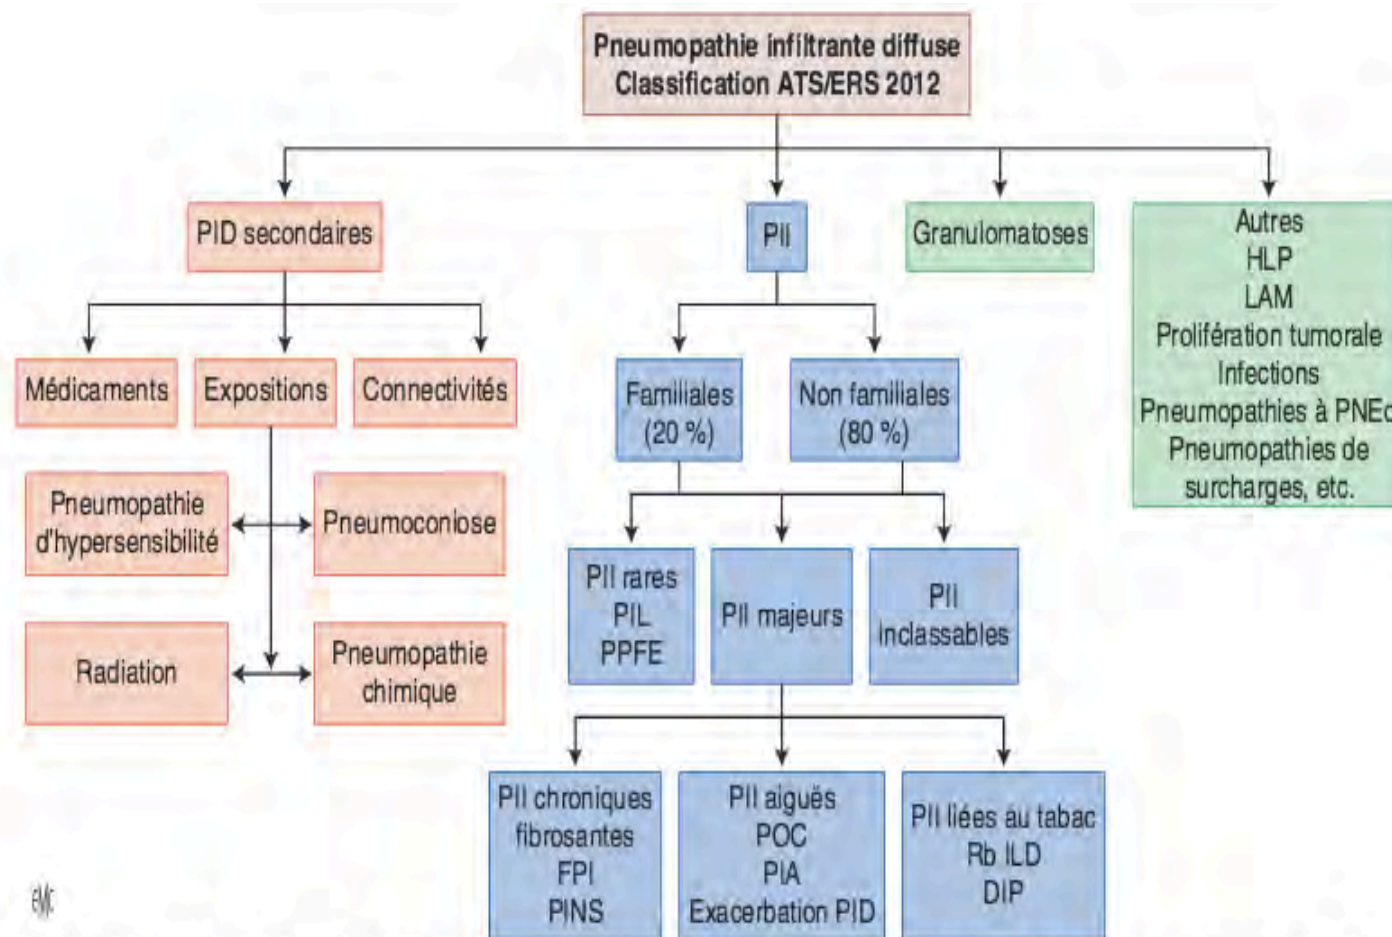 Pneumopathie infiltrante diffuse
Classification ATS/ERS 2012
PID secondaires
PII
Granulomatoses
Autres
HLP
LAM
Prolifération tumorale
Infections
Pneumopathies à PNEo
Pneumopathies de
surcharges, etc.
Médicaments
Expositions
Connectivités
Familiales
(20 %)
Non familiales
(80 %)
Pneumopathie
d'hypersensibilité
Pneumoconiose
PII rares
PIL
PPFE
PII majeurs
PII
inclassables
Radiation
Pneumopathie
chimique
PII chroniques
fibrosantes
FPI
PINS
PII aiguës
POC
PIA
Exacerbation PID
PII liées au tabac
Rb ILD
DIP
EMC